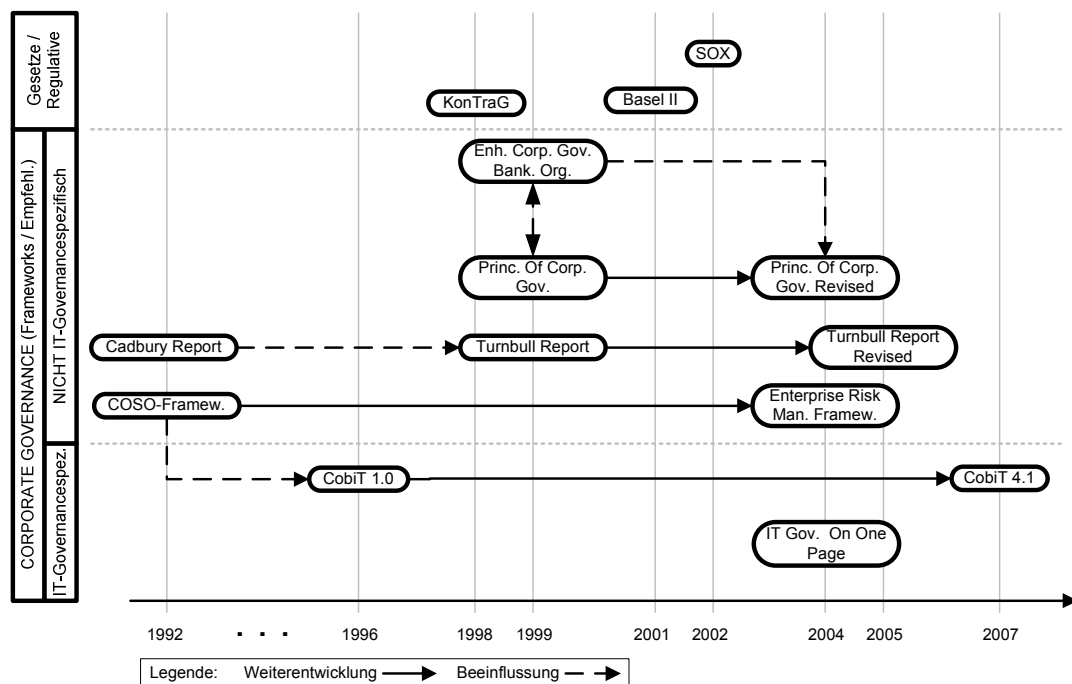 Gesetze /
Regulative
SOX
KonTraG
Basel II
CORPORATE GOVERNANCE (Frameworks / Empfehl.)
NICHT IT-Governancespezifisch
Enh. Corp. Gov.
Bank. Org.
Princ. Of Corp.
Gov.
Princ. Of Corp.
Gov. Revised
Cadbury Report
Turnbull Report
Turnbull Report
Revised
COSO-Framew.
Enterprise Risk
Man. Framew.
IT-Governancespez.
CobiT 1.0
CobiT 4.1
IT Gov. On One
Page
1992 . . . 1996 1998 1999 2001 2002 2004 2005 2007
Legende: Weiterentwicklung Beeinflussung